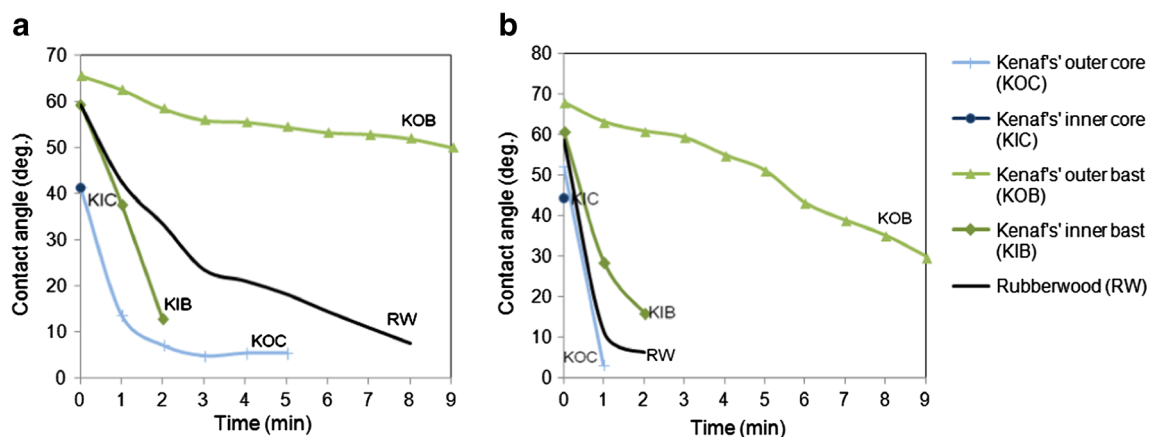 a
70
60
50
40
30
20
10
0
Contact angle (deg.)
KOB
KIC
KIB
KOC
RW
0 1 2 3 4 5 6 7 8 9
Time (min)
b
80
70
60
50
40
30
20
10
0
Contact angle (deg.)
KIC
KOB
KIB
KOC
RW
0 1 2 3 4 5 6 7 8 9
Time (min)
Kenaf's' outer core
(KOC)
Kenaf's' inner core
(KIC)
Kenaf's' outer bast
(KOB)
Kenaf's' inner bast
(KIB)
Rubberwood (RW)